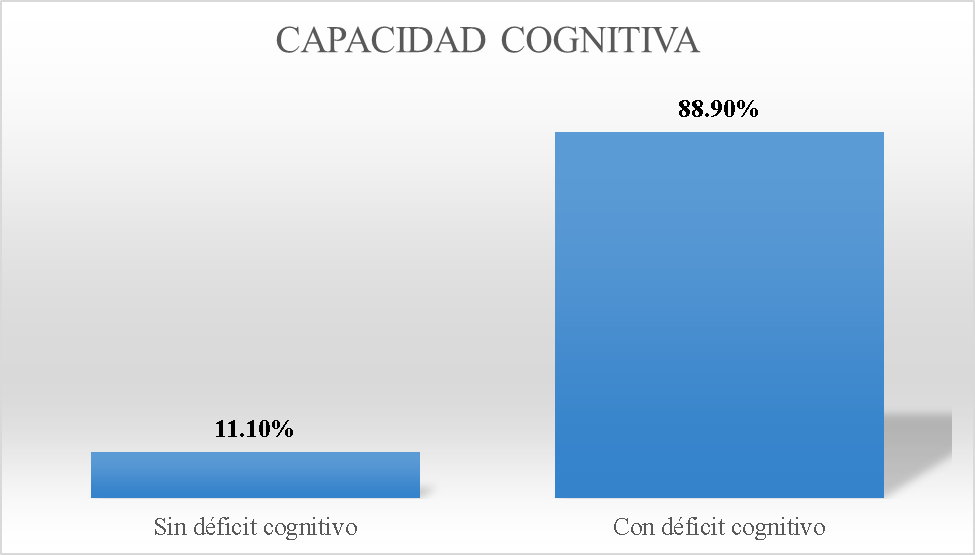 CAPACIDAD COGNITIVA
88.90%
11.10%
Sin déficit cognitivo
Con déficit cognitivo